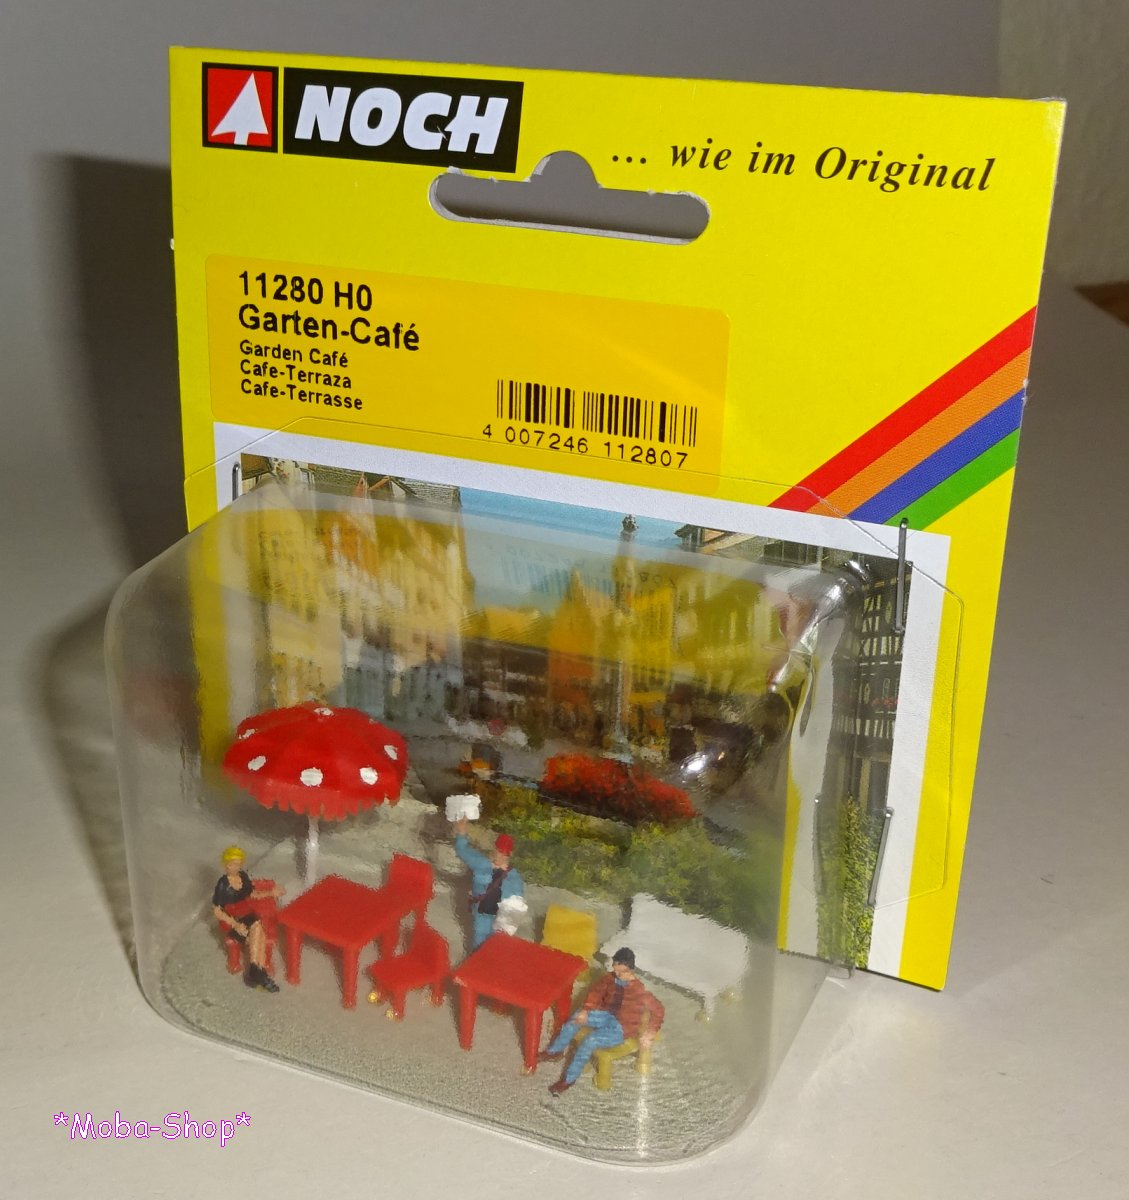 NOCH
... wie im Original
11280 H0
Garten-Café
Garden Café
Cafe-Terraza
Cafe-Terrasse
4 007246 112807
*Moba-Shop*